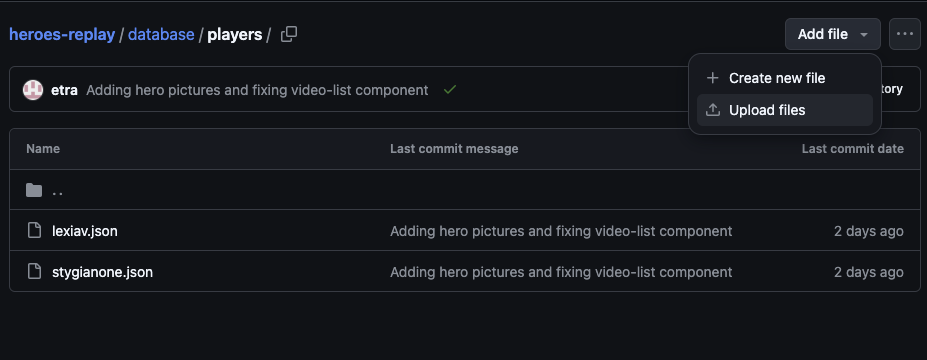 heroes-replay / database / players /
Add file
Create new file
Upload files
etra Adding hero pictures and fixing video-list component
tory
Name Last commit message Last commit date
..
lexiav.json Adding hero pictures and fixing video-list component 2 days ago
stygianone.json Adding hero pictures and fixing video-list component 2 days ago